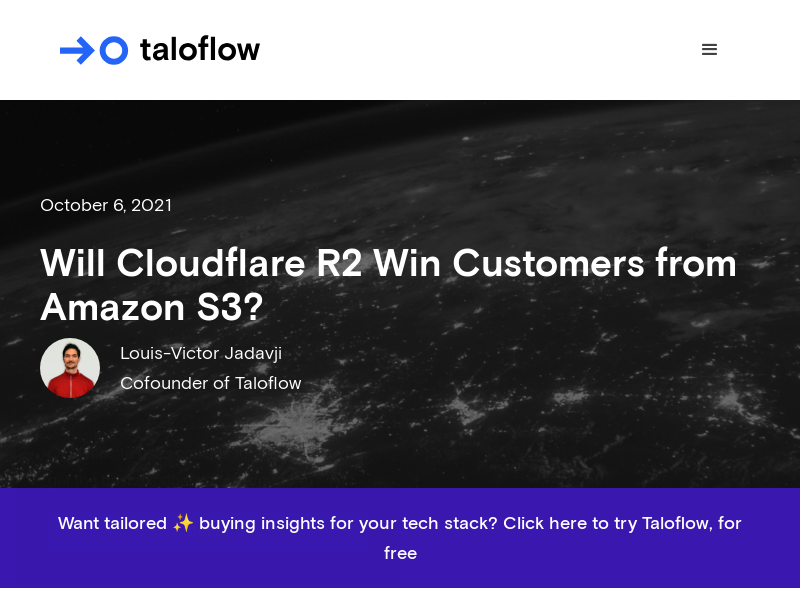 taloflow
October 6, 2021
Will Cloudflare R2 Win Customers from
Amazon S3?
Louis-Victor Jadavji
Cofounder of Taloflow
Want tailored ✨ buying insights for your tech stack? Click here to try Taloflow, for
free